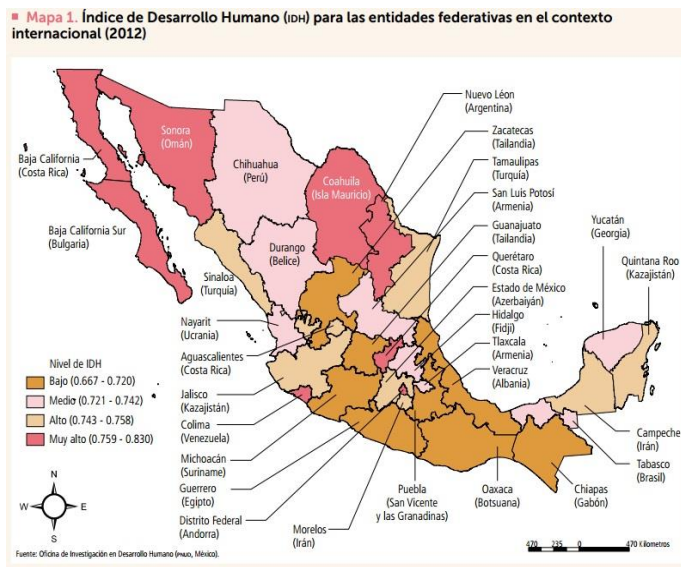 Mapa 1. Índice de Desarrollo Humano (IDH) para las entidades federativas en el contexto
internacional (2012)
Nuevo Léon
(Argentina)
Zacatecas
(Tailandia)
Tamaulipas
(Turquía)
San Luis Potosí
(Armenia)
Guanajuato
(Tailandia)
Querétaro
(Costa Rica)
Estado de México
(Azerbaiyán)
Hidalgo
(Fidji)
Tlaxcala
(Armenia)
Veracruz
(Albania)
Yucatán
(Georgia)
Quintana Roo
(Kazajistán)
Sonora
(Omán)
Chihuahua
(Perú)
Coahuila
(Isla Mauricio)
Baja California
(Costa Rica)
Baja California Sur
(Bulgaria)
Durango
(Belice)
Sinaloa
(Turquía)
Nayarit
(Ucrania)
Aguascalientes
(Costa Rica)
Jalisco
(Kazajistán)
Colima
(Venezuela)
Michoacán
(Suriname)
Guerrero
(Egipto)
Distrito Federal
(Andorra)
Morelos
(Irán)
Puebla
(San Vicente
y las Granadinas)
Oaxaca
(Botsuana)
Chiapas
(Gabón)
Tabasco
(Brasil)
Campeche
(Irán)
Nivel de IDH
Bajo (0.667 - 0.720)
Medio (0.721 - 0.742)
Alto (0.743 - 0.758)
Muy alto (0.759 - 0.830)
N
W E
S
470 235 0 470 Kilometros
Fuente: Oficina de Investigación en Desarrollo Humano (PNUD, México).